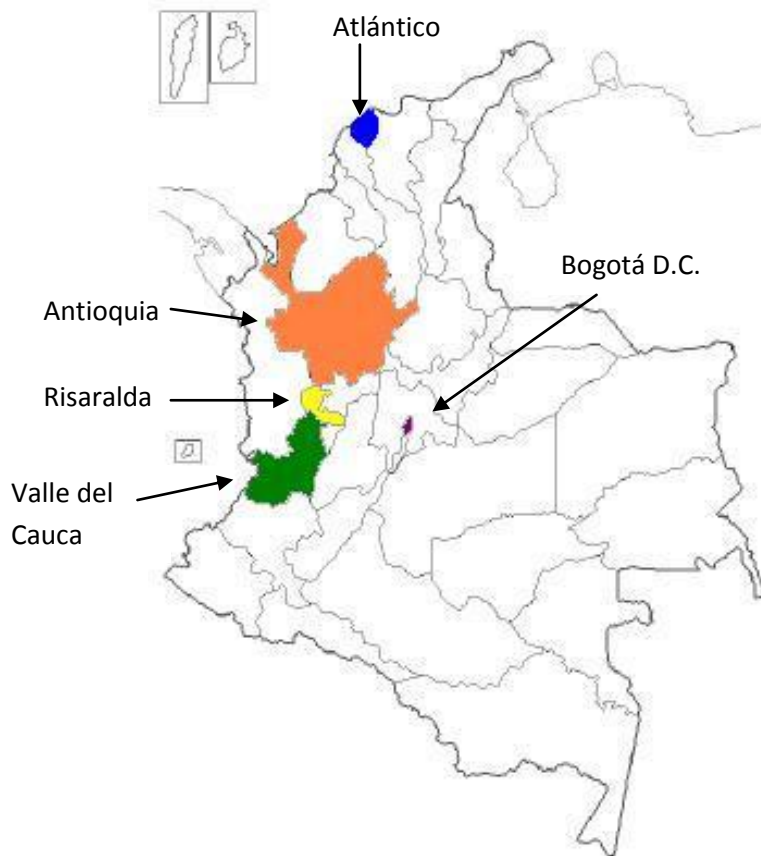 Atlántico
Bogotá D.C.
Antioquia
Risaralda
Valle del
Cauca